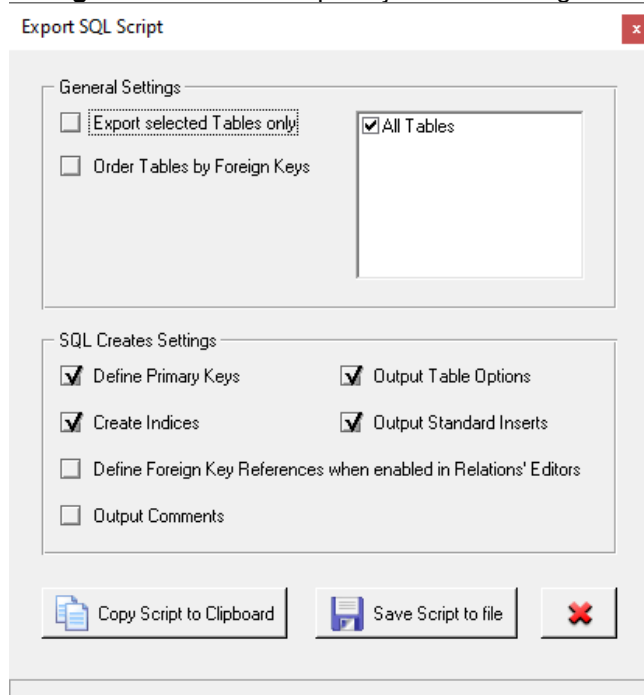 Export SQL Script
x
General Settings
Export selected Tables only
All Tables
Order Tables by Foreign Keys
SQL Creates Settings
Define Primary Keys
Output Table Options
Create Indices
Output Standard Inserts
Define Foreign Key References when enabled in Relations' Editors
Output Comments
Copy Script to Clipboard
Save Script to file